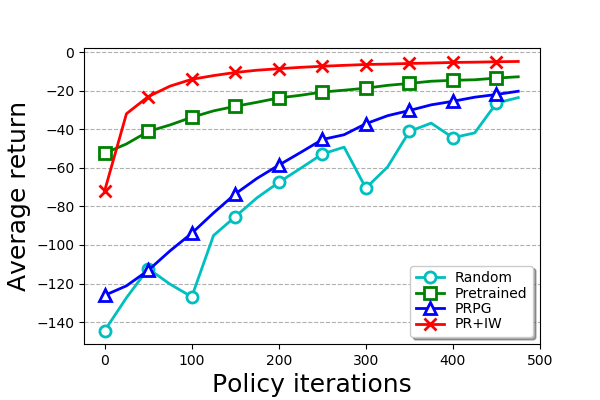 0
−20
−40
−60
−80
−100
−120
−140
Average return
0 100 200 300 400 500
Policy iterations
Random
Pretrained
PRPG
PR+IW